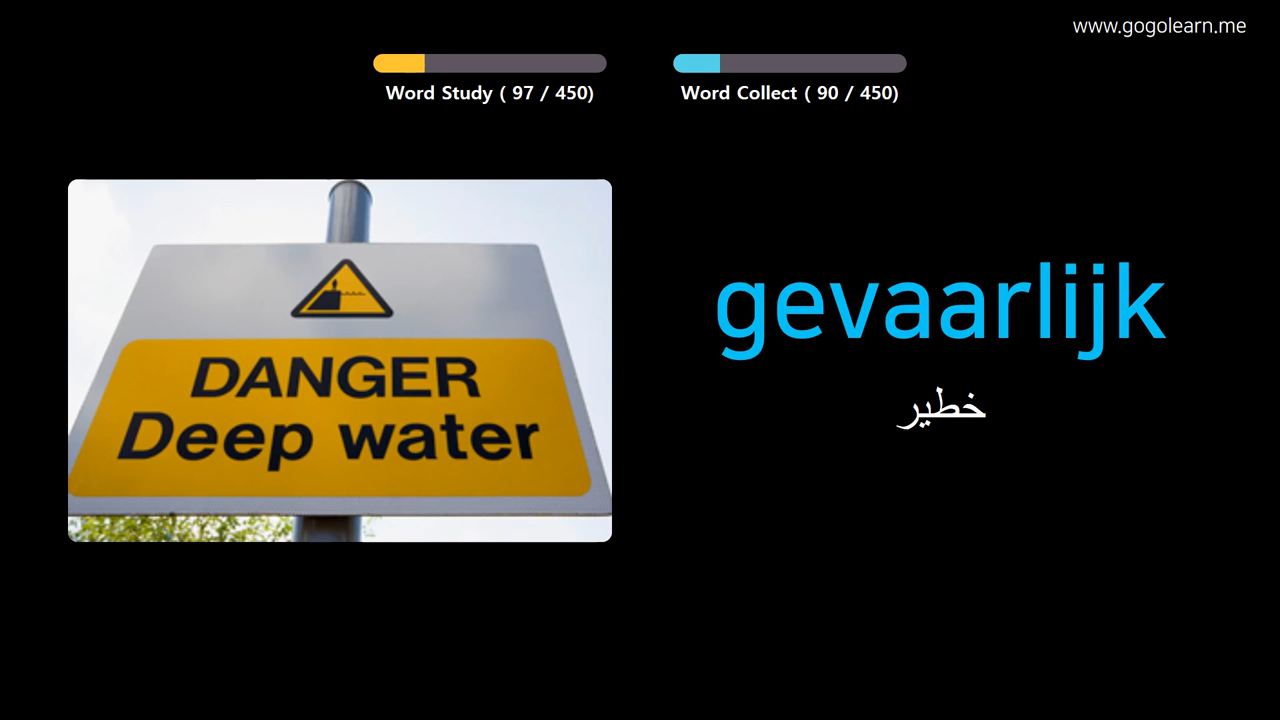 www.gogolearn.me
Word Study ( 97 / 450)
Word Collect ( 90 / 450)
DANGER
Deep water
gevaarlijk
خطير